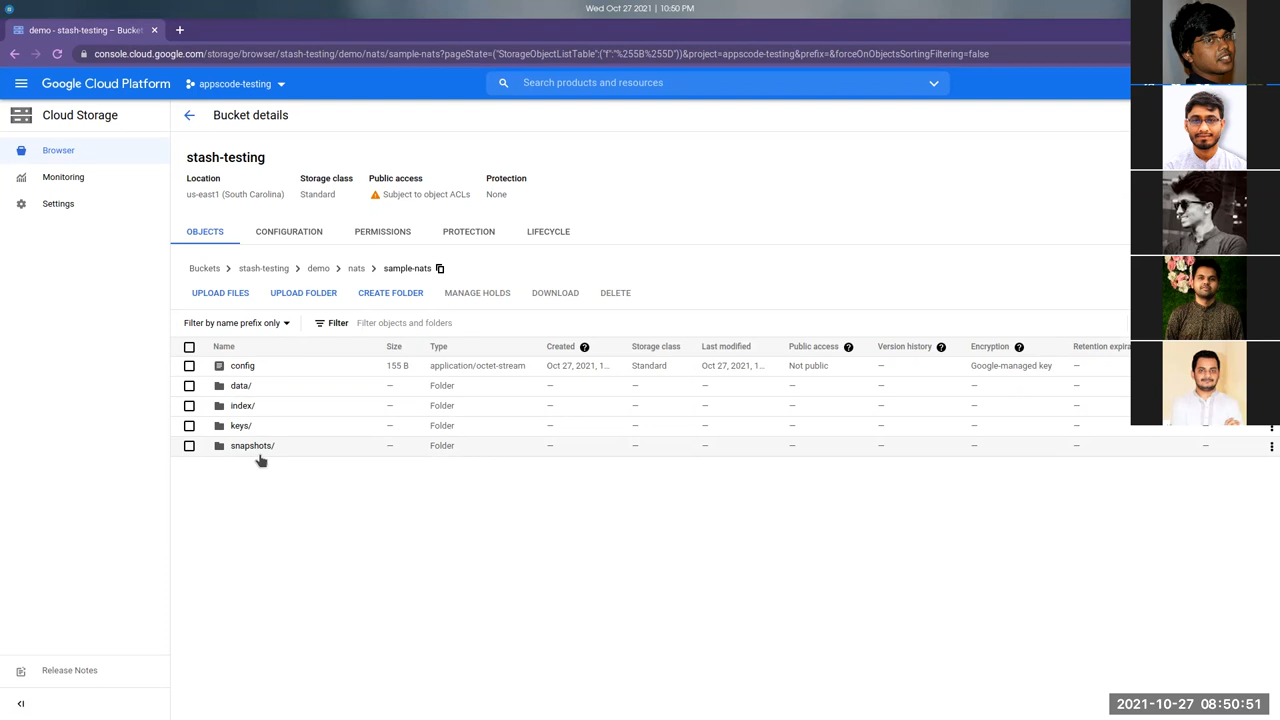 Wed Oct 27 2021 | 10:50 PM
demo - stash-testing – Bucket
console.cloud.google.com/storage/browser/stash-testing/demo/nats/sample-nats?pageState=("StorageObjectListTable":("f":"%255B%255D"))&project=appscode-testing&prefix=&forceOnObjectsSortingFiltering=false
Google Cloud Platform
appscode-testing
Search products and resources
Cloud Storage
Bucket details
Browser
Monitoring
Settings
stash-testing
Location Storage class Public access Protection
us-east1 (South Carolina) Standard Subject to object ACLs None
OBJECTS CONFIGURATION PERMISSIONS PROTECTION LIFECYCLE
Buckets > stash-testing > demo > nats > sample-nats
UPLOAD FILES UPLOAD FOLDER CREATE FOLDER MANAGE HOLDS DOWNLOAD DELETE
Filter by name prefix only Filter Filter objects and folders
Name Size Type Created Storage class Last modified Public access Version history Encryption Retention expira
config 155 B application/octet-stream Oct 27, 2021, 1... Standard Oct 27, 2021, 1... Not public — Google-managed key —
data/ — Folder — — — — — — —
index/ — Folder — — — — — — —
keys/ — Folder — — — — — — —
snapshots/ — Folder — — — — — — — —
Release Notes
2021-10-27 08:50:51